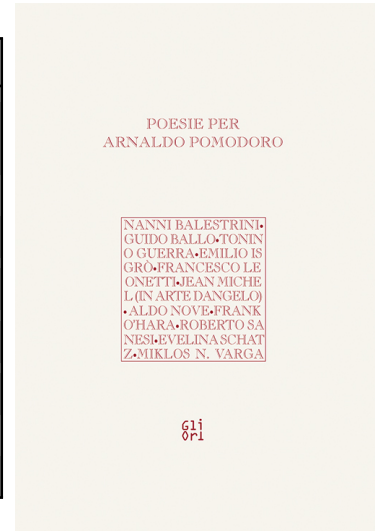 POESIE PER
ARNALDO POMODORO
NANNI BALESTRINI•
GUIDO BALLO•TONIN
O GUERRA•EMILIO IS
GRÒ•FRANCESCO LE
ONETTI•JEAN MICHE
L (IN ARTE DANGELO)
•ALDO NOVE•FRANK
O'HARA•ROBERTO SA
NESI•EVELINA SCHAT
Z•MIKLOS N. VARGA
Gli
Ori